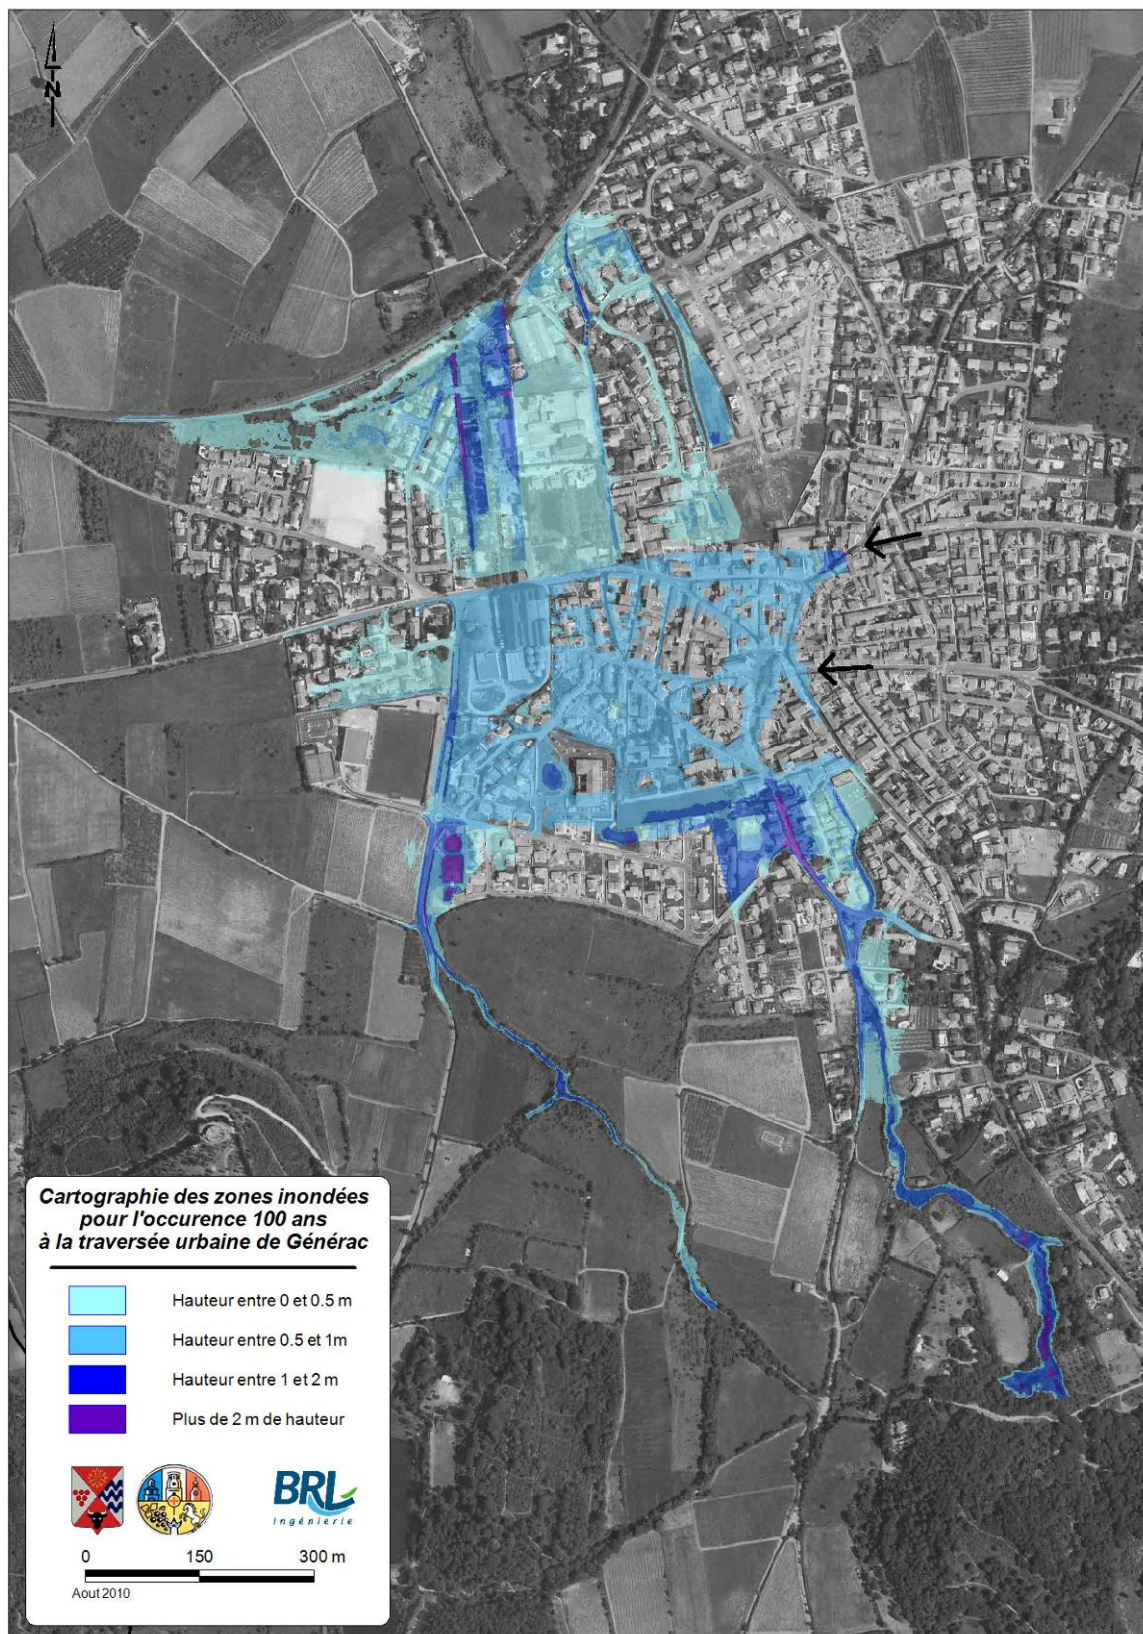 N
Cartographie des zones inondées
pour l'occurence 100 ans
à la traversée urbaine de Générac
Hauteur entre 0 et 0.5 m
Hauteur entre 0.5 et 1m
Hauteur entre 1 et 2 m
Plus de 2 m de hauteur
BRL
Ingénierie
0 150 300 m
Aout 2010